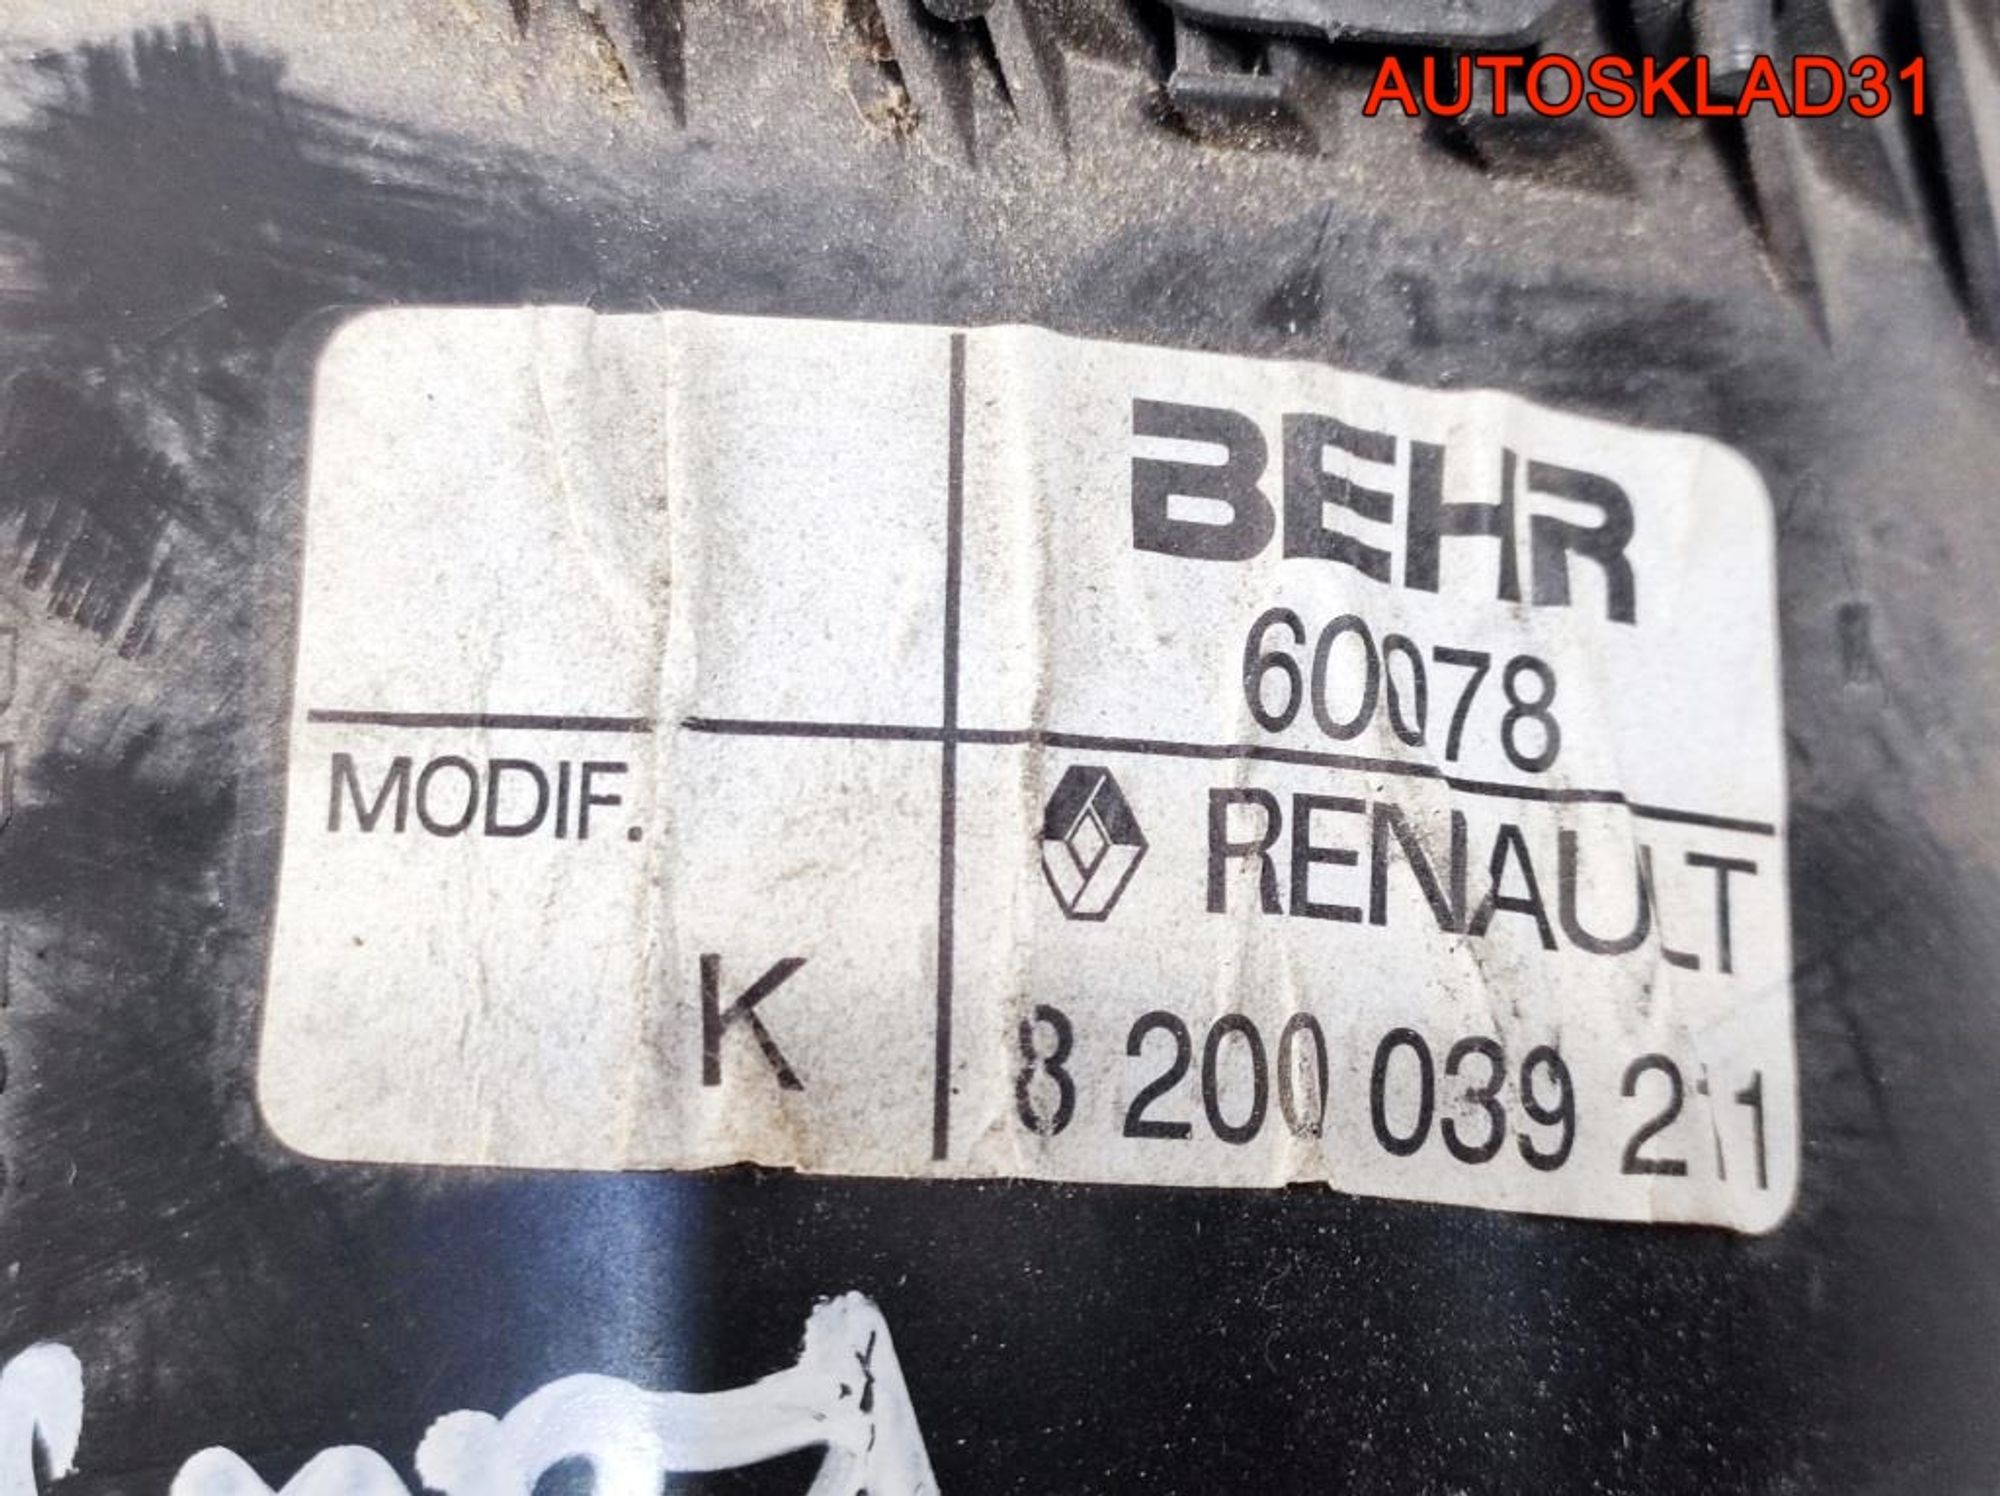 AUTOSKLAD31
BEHR
60078
MODIF.
RENAULT
K
8 200 039 211